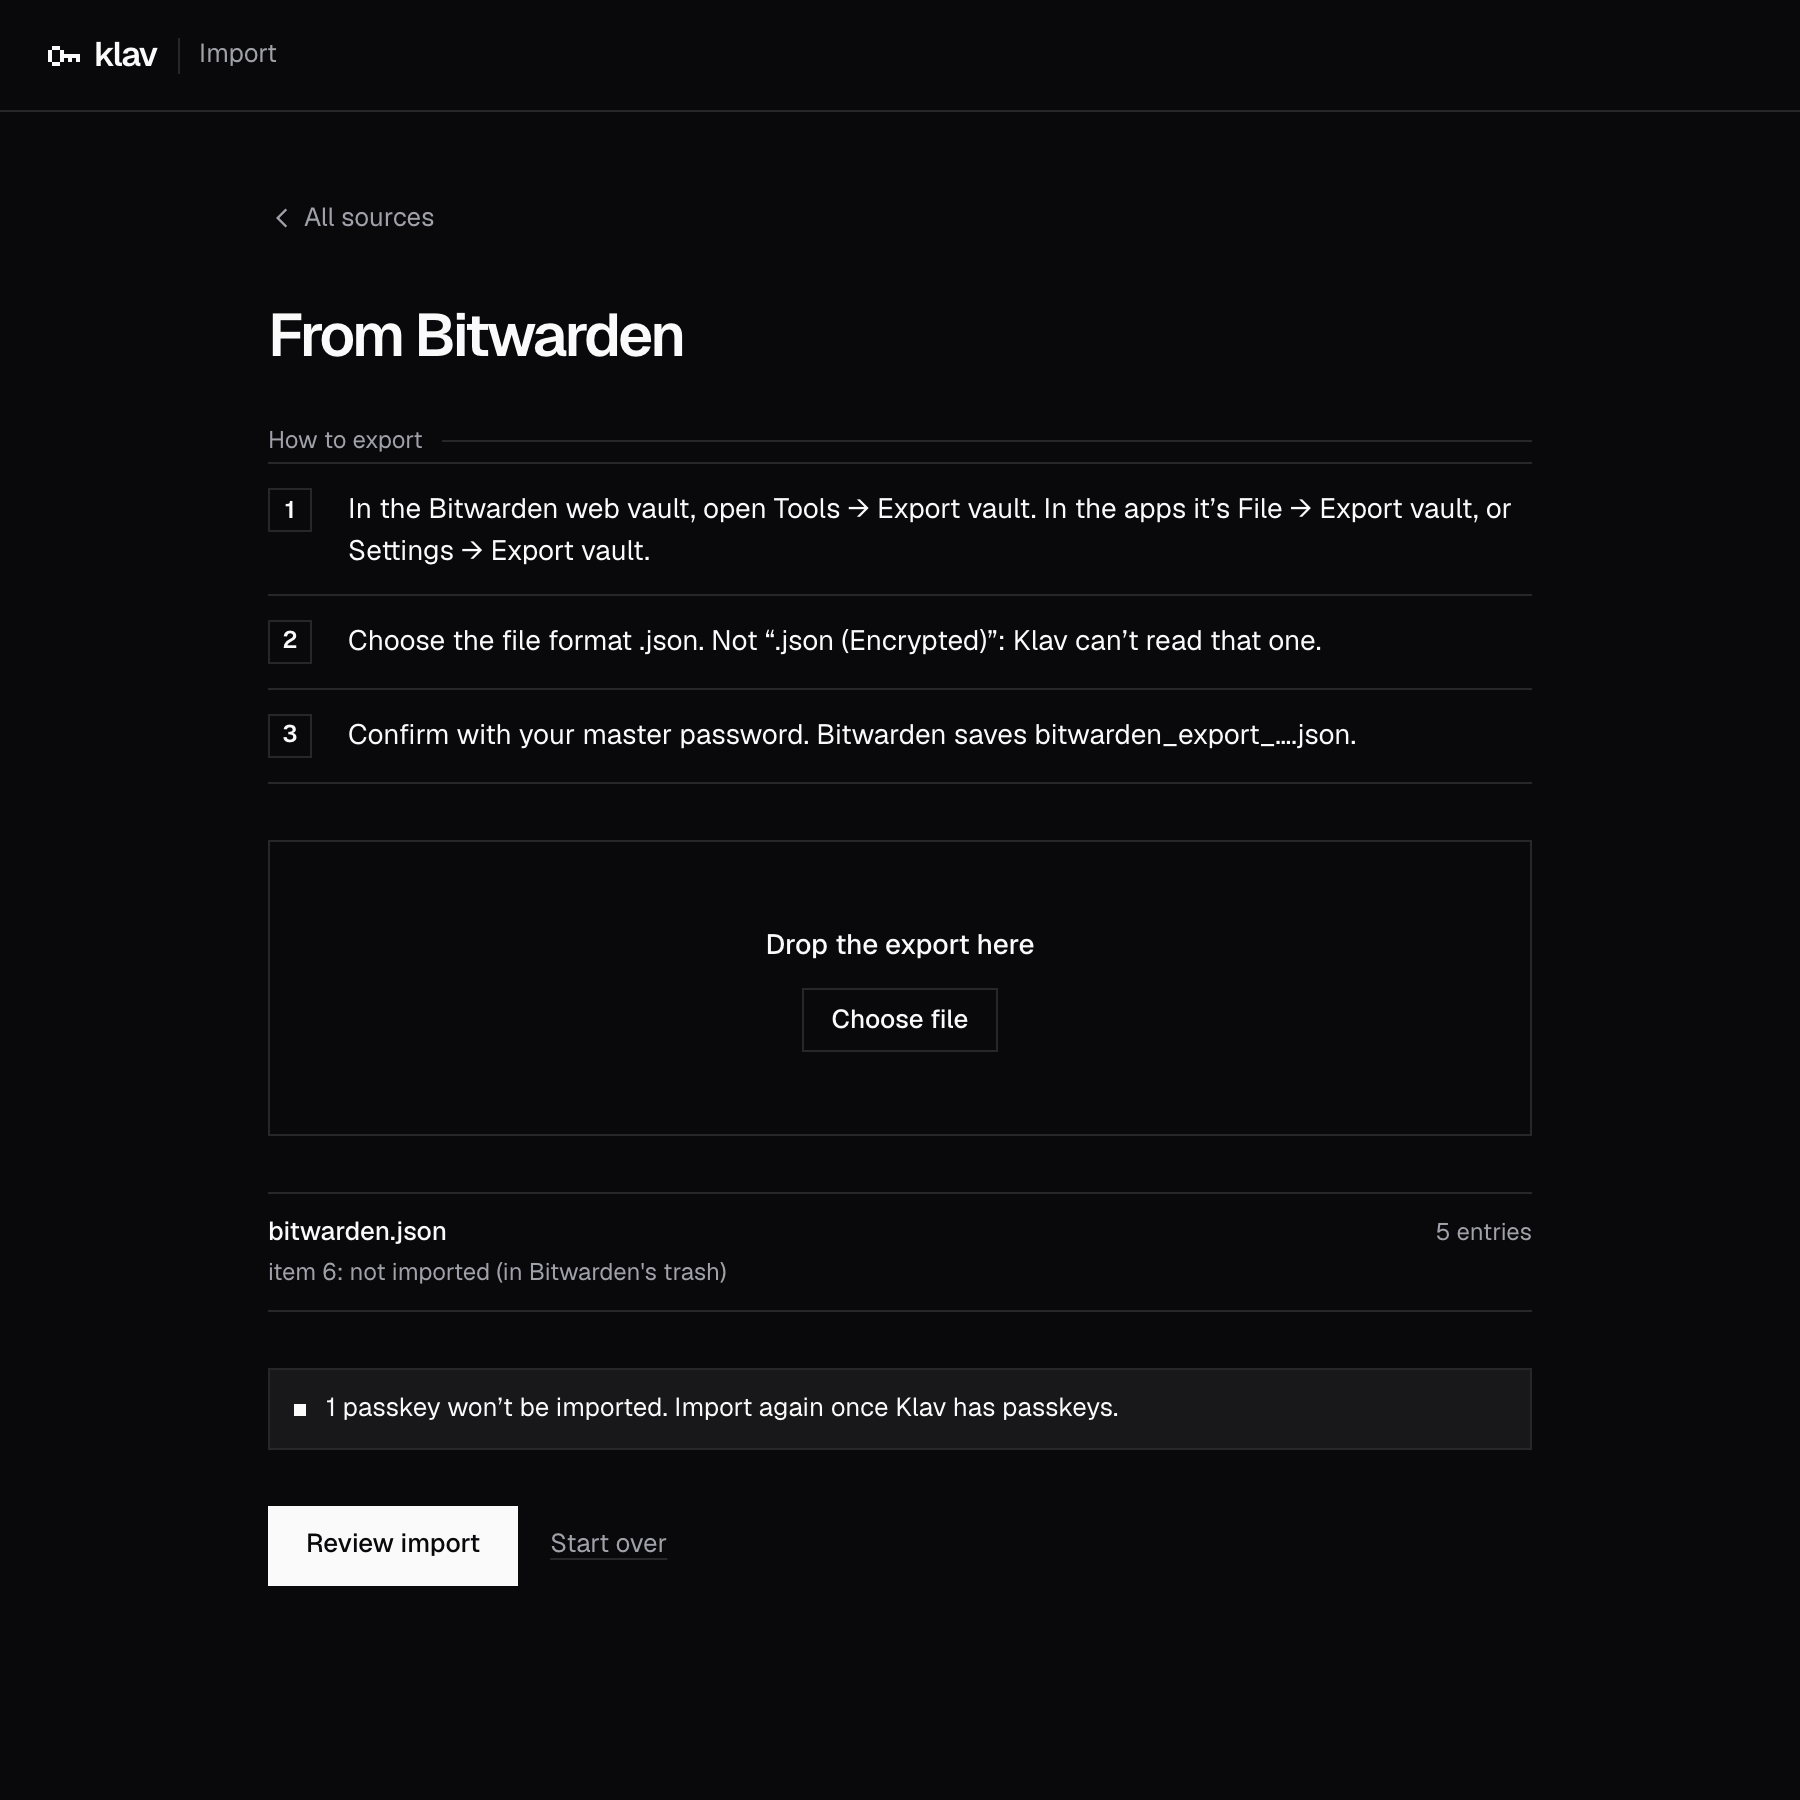 klav
Import
All sources
From Bitwarden
How to export
1
In the Bitwarden web vault, open Tools → Export vault. In the apps it’s File → Export vault, or
Settings → Export vault.
2
Choose the file format .json. Not “.json (Encrypted)”: Klav can’t read that one.
3
Confirm with your master password. Bitwarden saves bitwarden_export_….json.
Drop the export here
Choose file
bitwarden.json
5 entries
item 6: not imported (in Bitwarden's trash)
1 passkey won’t be imported. Import again once Klav has passkeys.
Review import
Start over